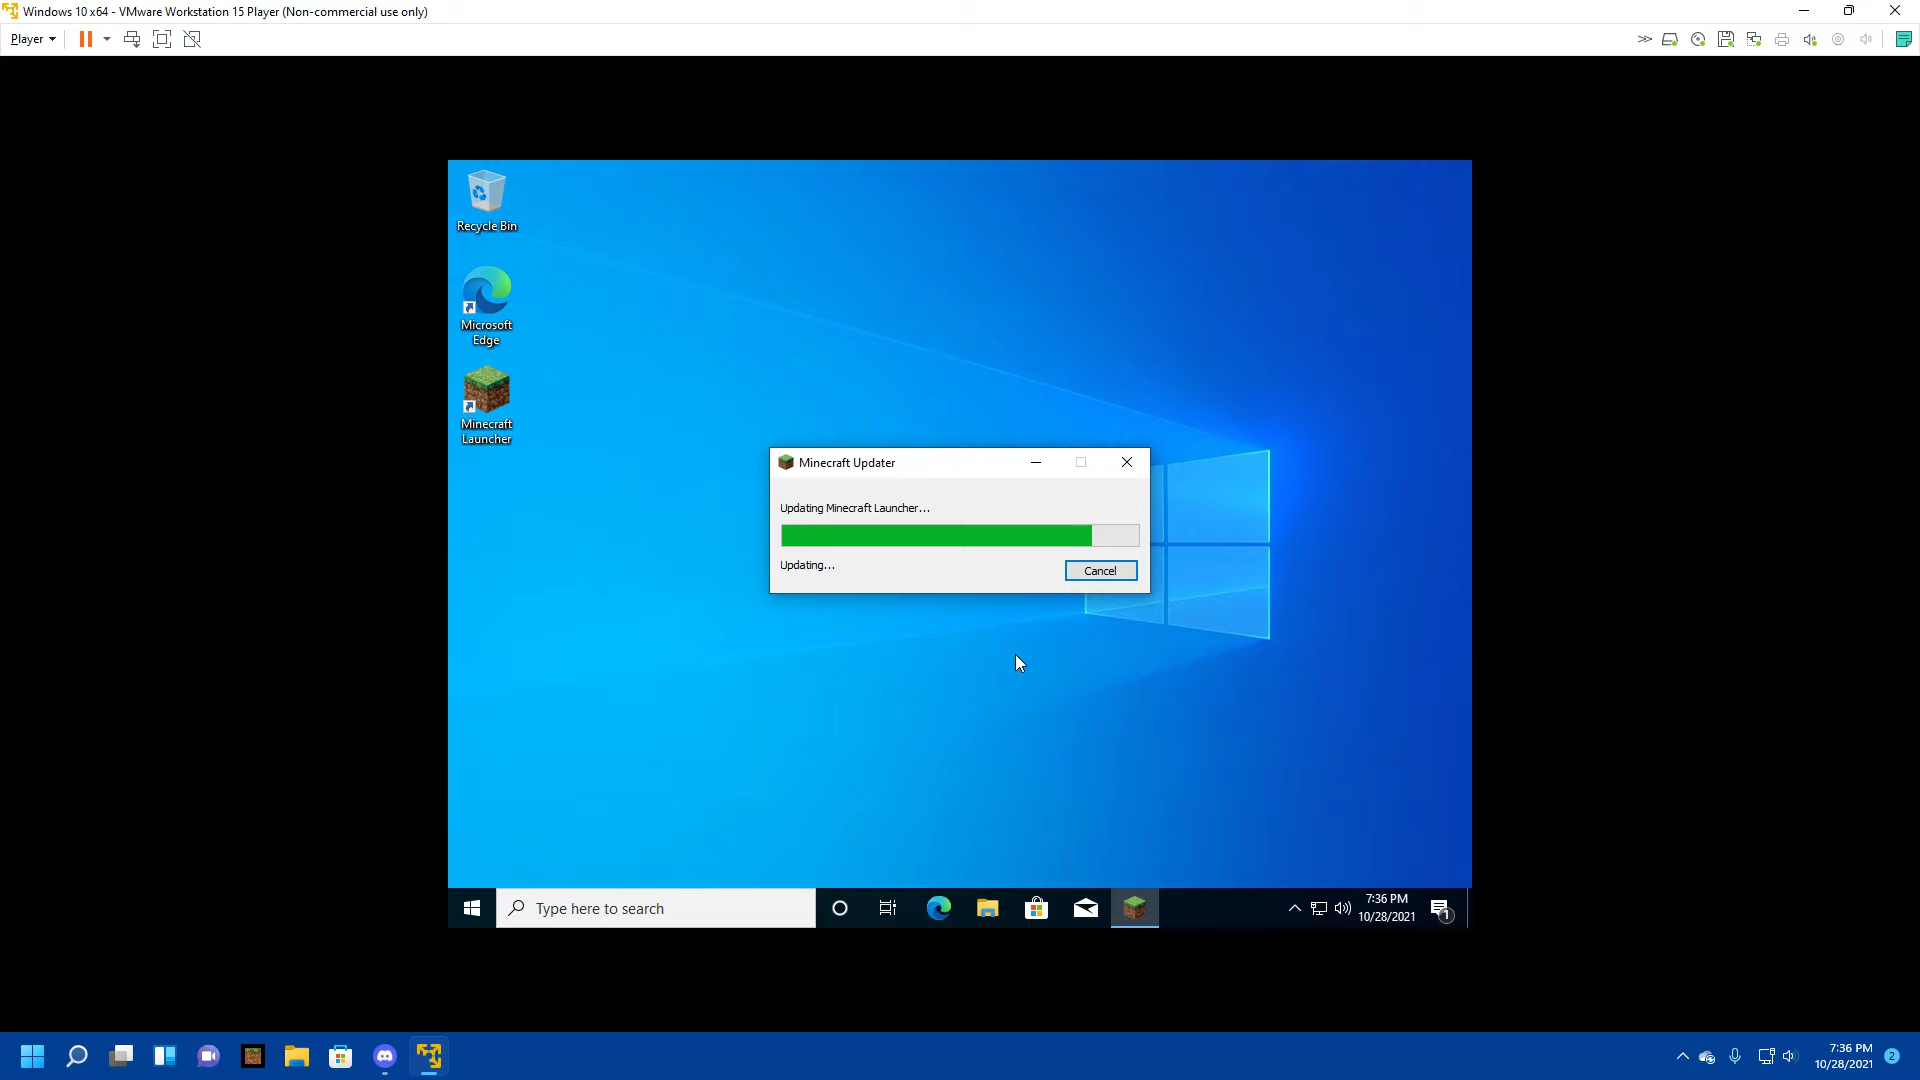 Windows 10 x64 - VMware Workstation 15 Player (Non-commercial use only)
Player
Recycle Bin
Microsoft
Edge
Minecraft
Launcher
Minecraft Updater
Updating Minecraft Launcher...
Updating...
Cancel
Type here to search
7:36 PM
10/28/2021
1
7:36 PM
10/28/2021
2